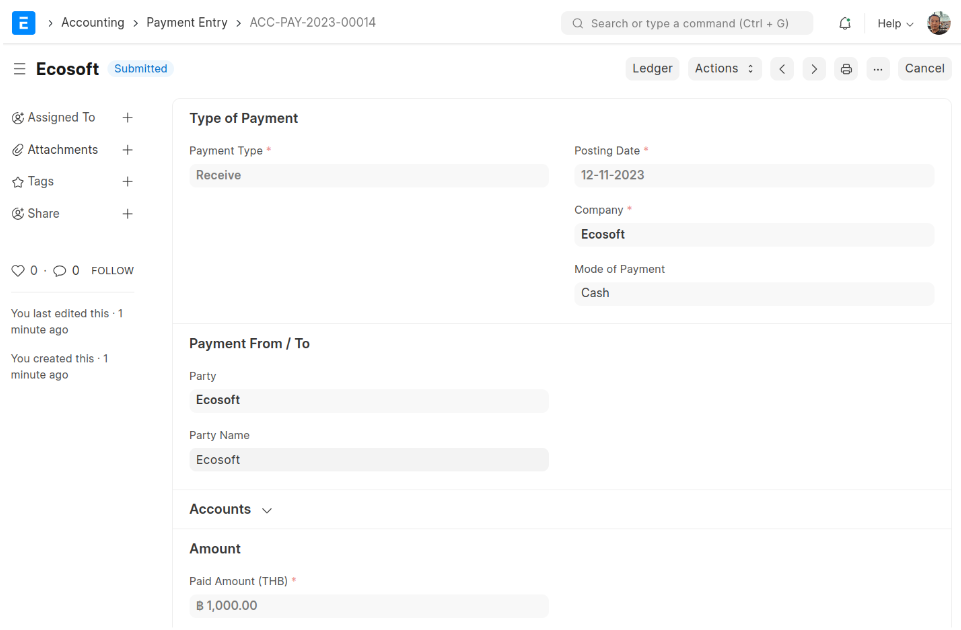 E
Accounting
Payment Entry
ACC-PAY-2023-00014
Search or type a command (Ctrl + G)
Help
Ecosoft
Submitted
Ledger
Actions
...
Cancel
Assigned To
Attachments
Tags
Share
0 · 0 FOLLOW
You last edited this · 1
minute ago
You created this · 1
minute ago
Type of Payment
Payment Type *
Receive
Posting Date *
12-11-2023
Company *
Ecosoft
Mode of Payment
Cash
Payment From / To
Party
Ecosoft
Party Name
Ecosoft
Accounts
Amount
Paid Amount (THB) *
฿ 1,000.00